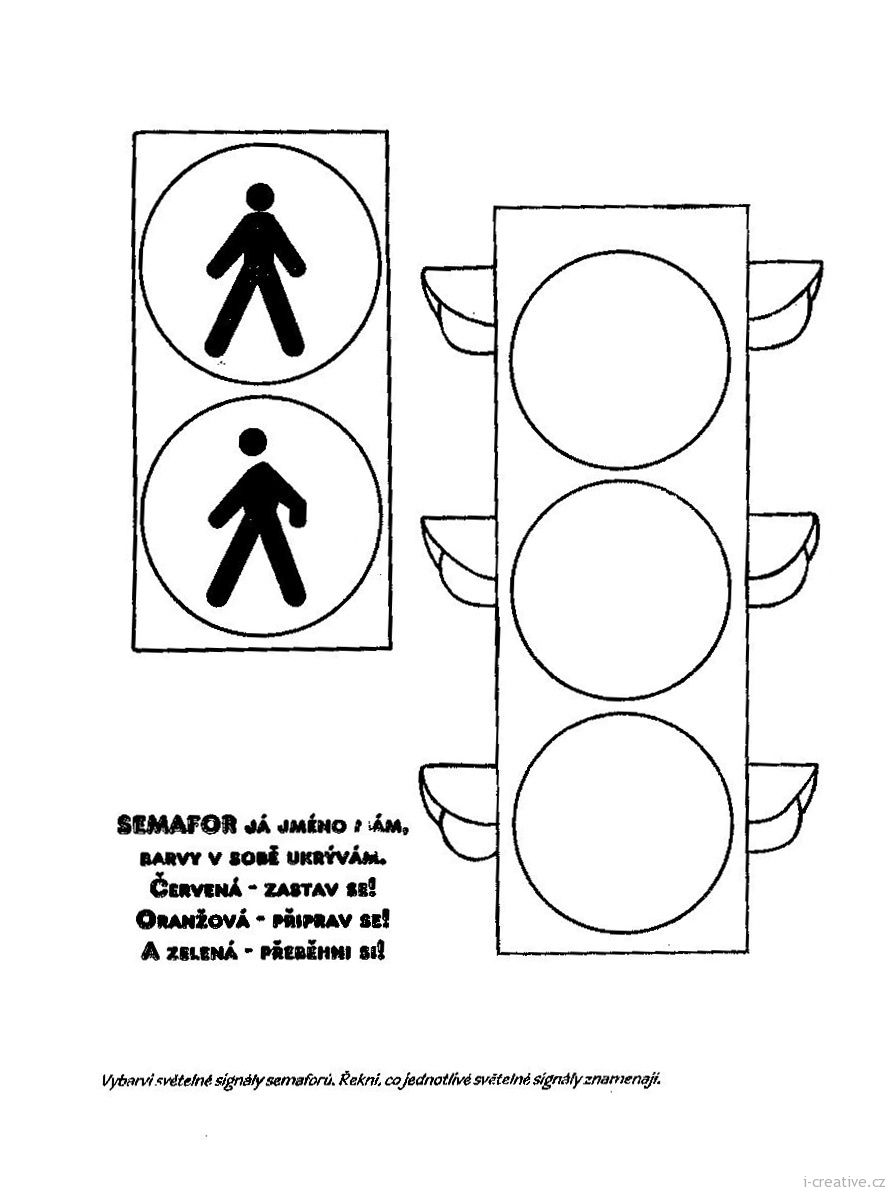 SEMAFOR JÁ JMÉNO MÁM,
BARVY V SOBĚ UKRÝVÁM.
ČERVENÁ - ZASTAV SE!
ORANŽOVÁ - PŘIPRAV SE!
A ZELENÁ - PŘEBĚHNI SI!
Vybarvi světelné signály semaforů. Řekni, co jednotlivé světelné signály znamenají.
i-creative.cz